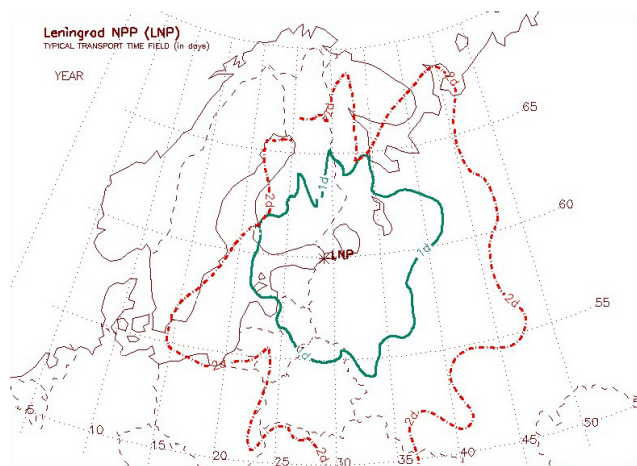 Leningrad NPP (LNP)
TYPICAL TRANSPORT TIME FIELD (in days)
YEAR
2d
2d
65
2d
1d
60
1d
LNP
2d
55
1d
2d
2d
2d
5
10
15
20
25
30
35
40
45
50